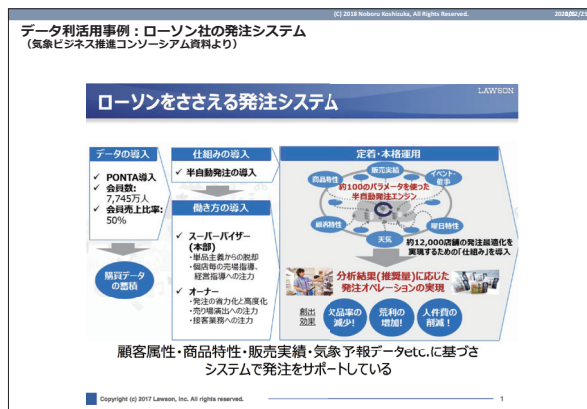 (C) 2018 Noboru Koshizuka, All Rights Reserved.
データ利活用事例：ローソン社の発注システム
（気象ビジネス推進コンソーシアム資料より）
LAWSON
ローソンをささえる発注システム
データの導入
✓ PONTA導入
✓ 会員数:
7,745万人
✓ 会員売上比率:
50%
購買データ
の蓄積
仕組みの導入
✓ 半自動発注の導入
働き方の導入
✓ スーパーバイザー
(本部)
・単品主義からの脱却
・個店毎の売場指導、
経営指導への注力
✓ オーナー
・発注の省力化と高度化
・売り場演出への注力
・接客業務への注力
定着・本格運用
販売実績
商品特性
イベント・
催事
約100のパラメータを使った
半自動発注エンジン
顧客特性
曜日特性
天気
約12,000店舗の発注最適化を
実現するための「仕組み」を導入
分析結果(推奨量)に応じた
発注オペレーションの実現
創出
効果
欠品率の
減少!
荒利の
増加!
人件費の
削減!
顧客属性・商品特性・販売実績・気象予報データetc.に基づき
システムで発注をサポートしている
Copyright (c) 2017 Lawson, Inc. All rights reserved.
1